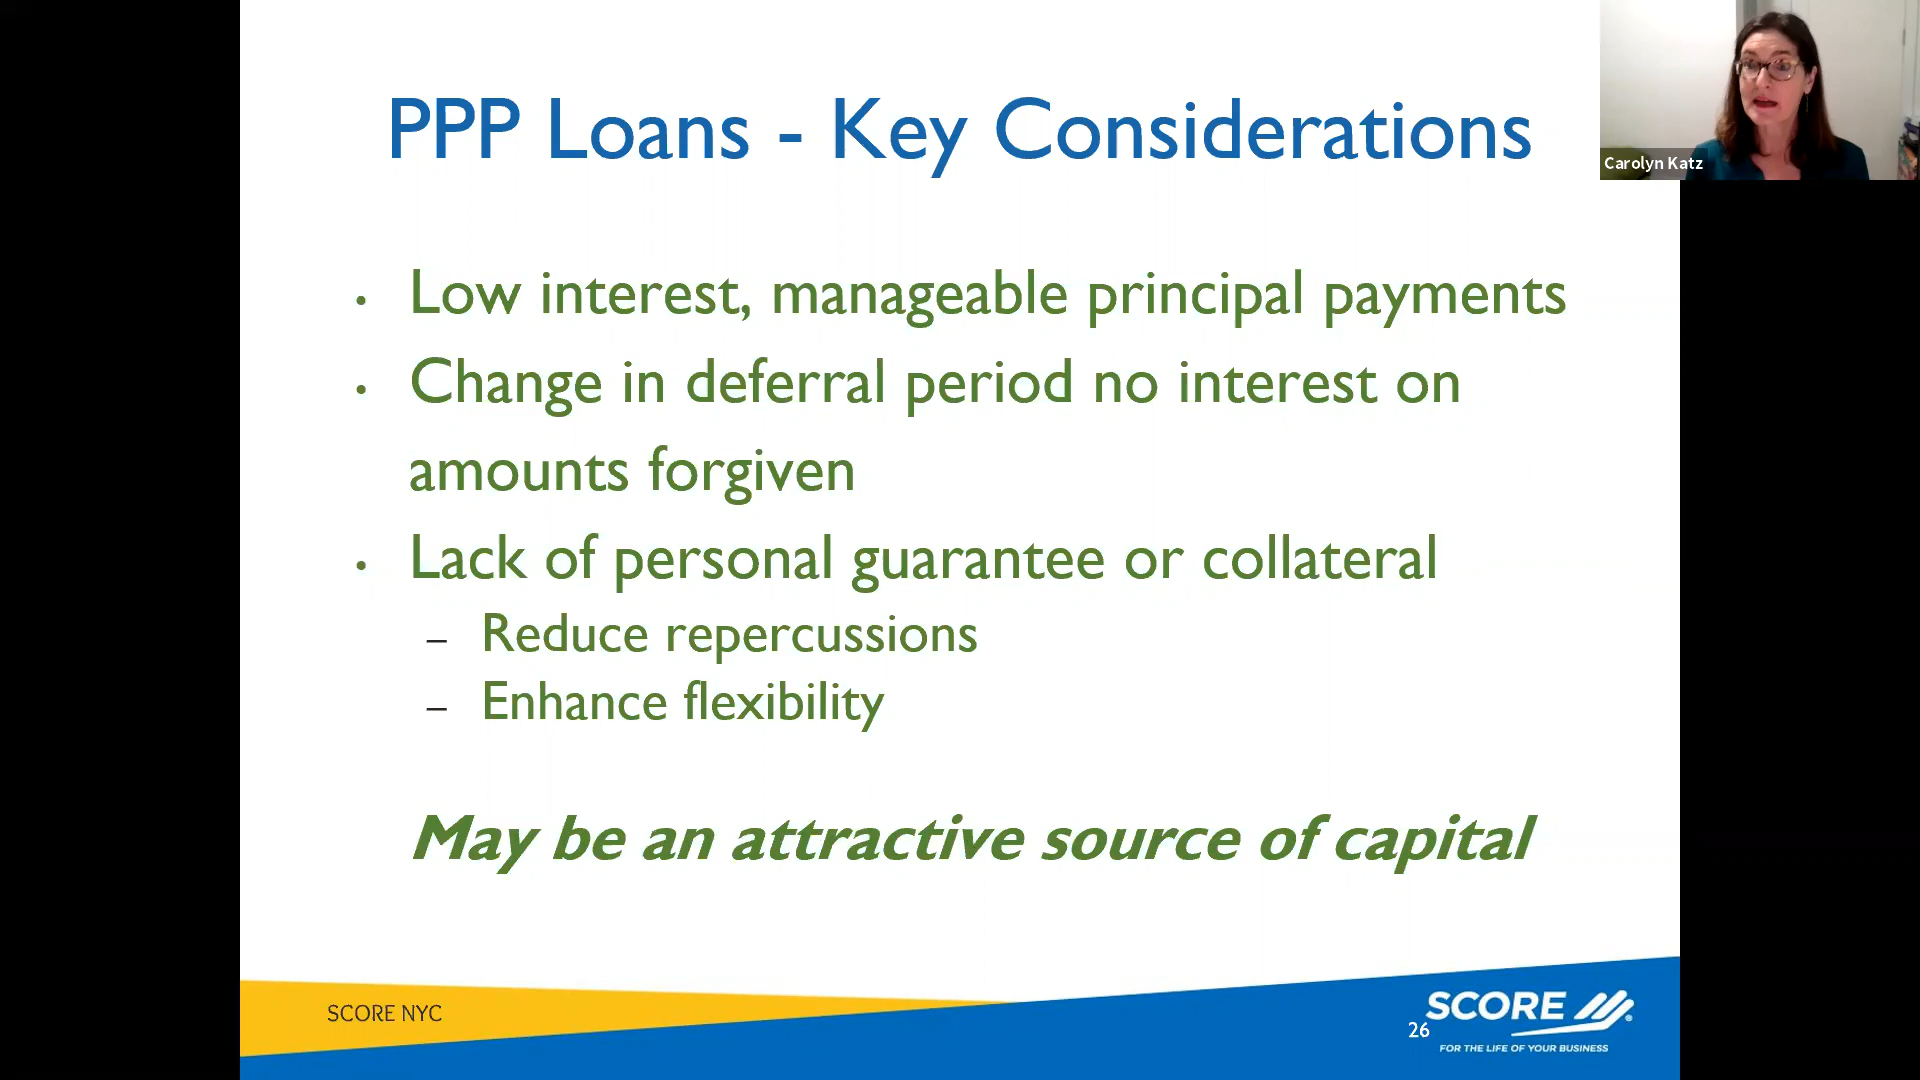 PPP Loans - Key Considerations
Carolyn Katz
• Low interest, manageable principal payments
• Change in deferral period no interest on
amounts forgiven
• Lack of personal guarantee or collateral
– Reduce repercussions
– Enhance flexibility
May be an attractive source of capital
SCORE NYC
26
SCORE
®
FOR THE LIFE OF YOUR BUSINESS